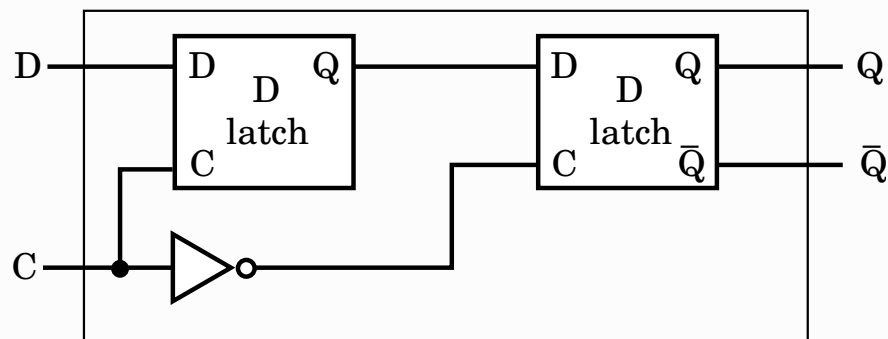 D D Q D Q Q
D D
latch latch
C C Q̅ Q̅
C